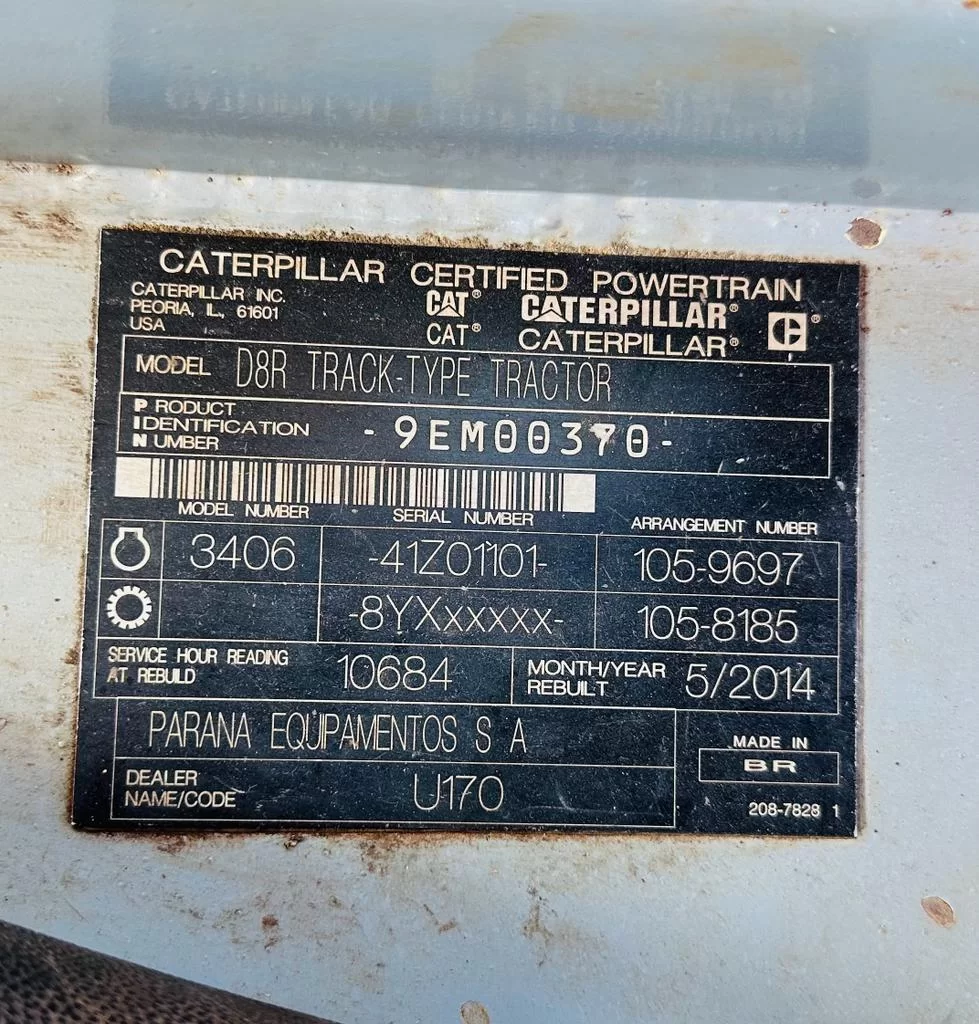 CATERPILLAR CERTIFIED POWERTRAIN
CATERPILLAR INC.
PEORIA, IL, 61601
USA
CAT® CATERPILLAR® ®
CAT® CATERPILLAR®
MODEL D8R TRACK-TYPE TRACTOR
PRODUCT
IDENTIFICATION
NUMBER
-9EM00370-
MODEL NUMBER SERIAL NUMBER ARRANGEMENT NUMBER
3406 -41Z01101- 105-9697
-8YXxxxxx- 105-8185
SERVICE HOUR READING
AT REBUILD
10684
MONTH/YEAR
REBUILT
5/2014
PARANA EQUIPAMENTOS S A
DEALER
NAME/CODE
U170
MADE IN
BR
208-7828 1